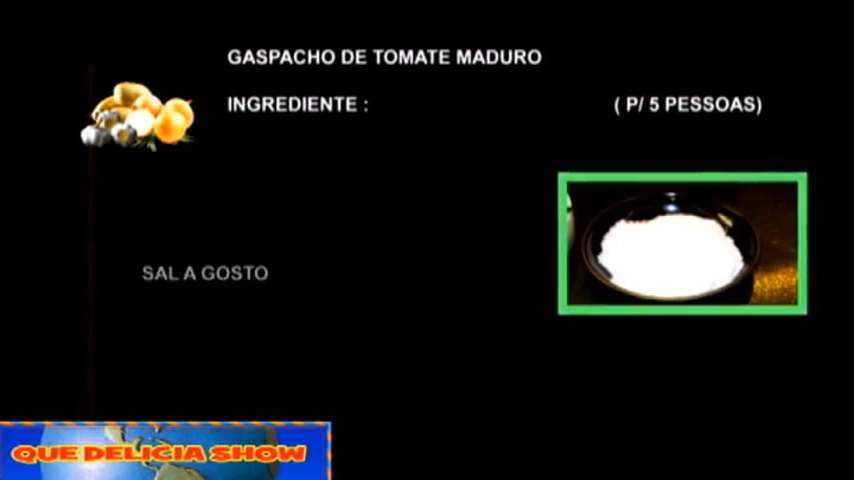 GASPACHO DE TOMATE MADURO
INGREDIENTE :
( P/ 5 PESSOAS)
SAL A GOSTO
QUE DELICIA SHOW